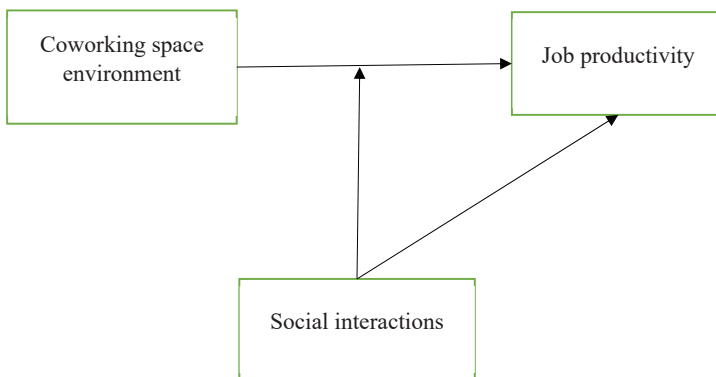 Coworking space
environment
Job productivity
Social interactions